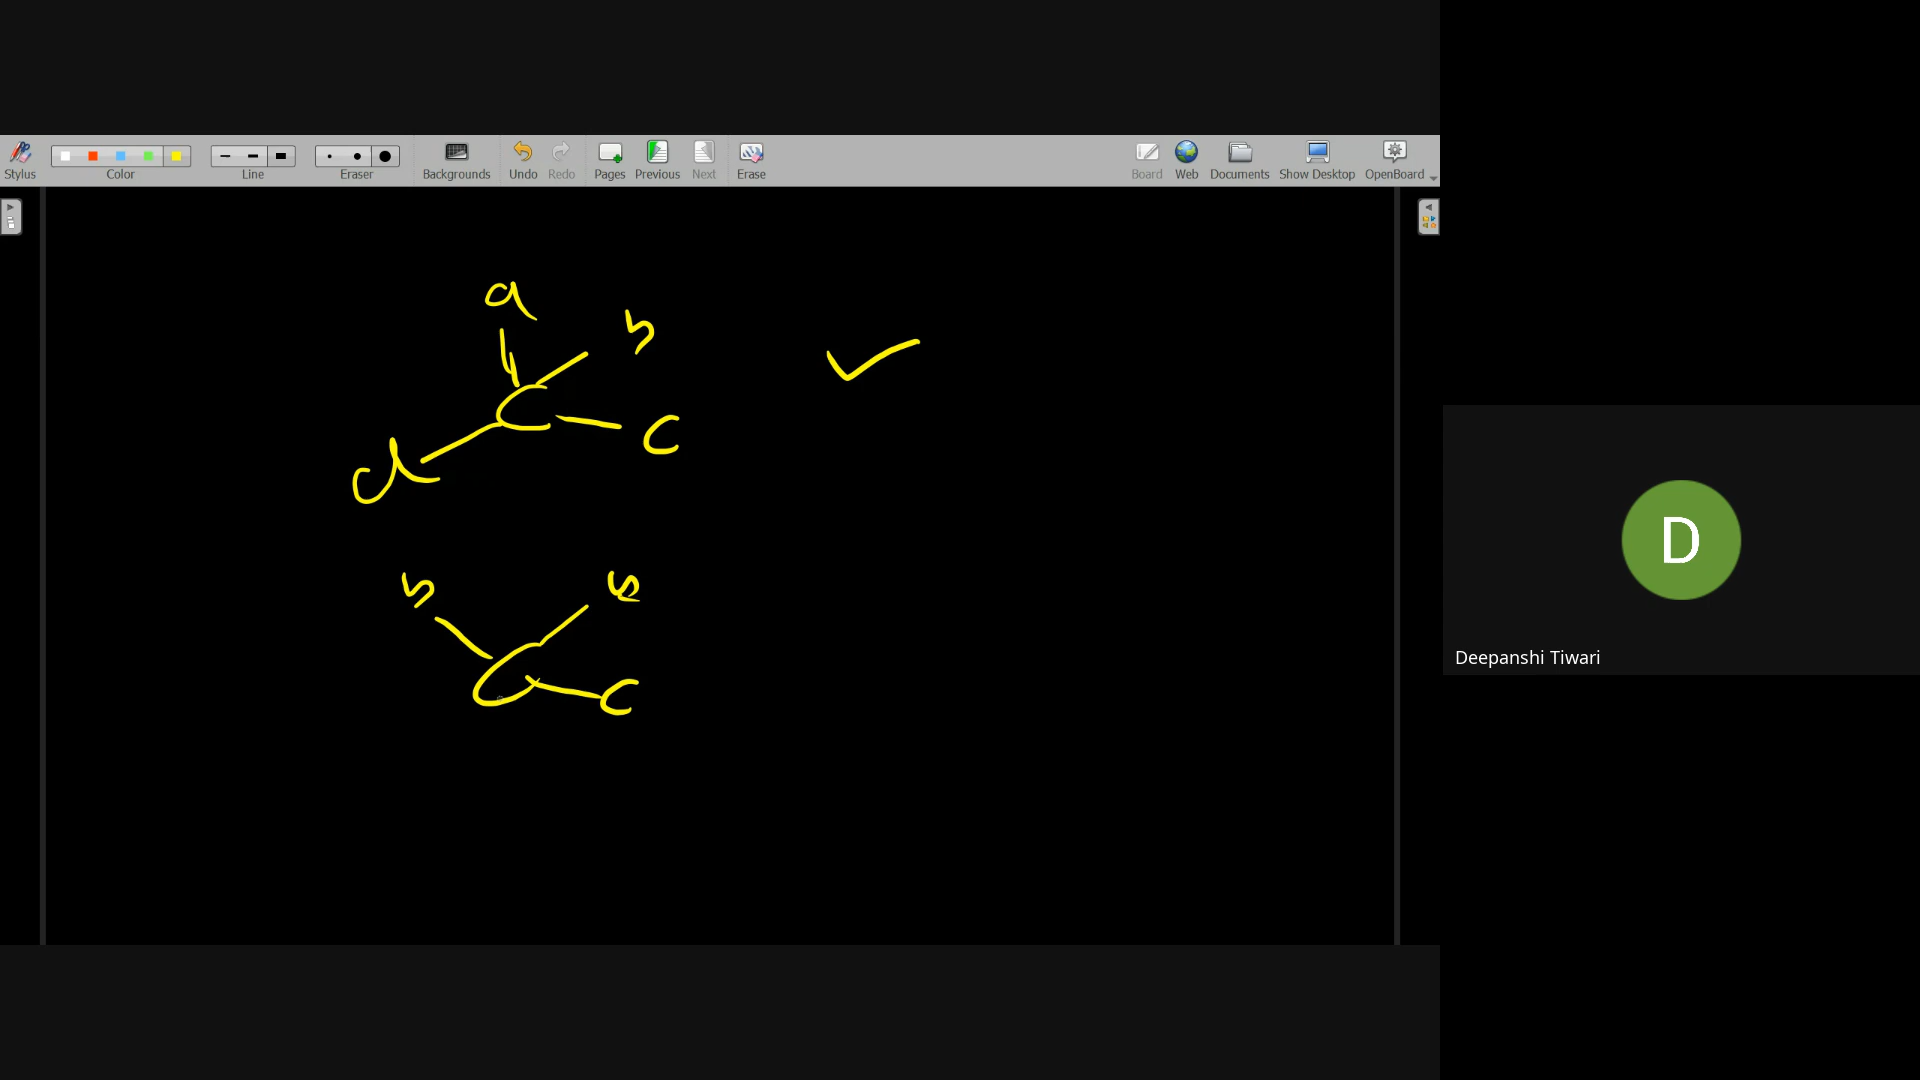 Stylus Color Line Eraser Backgrounds Undo Redo Pages Previous Next Erase Board Web Documents Show Desktop OpenBoard
a
b
C
d C
b
C C
D
Deepanshi Tiwari